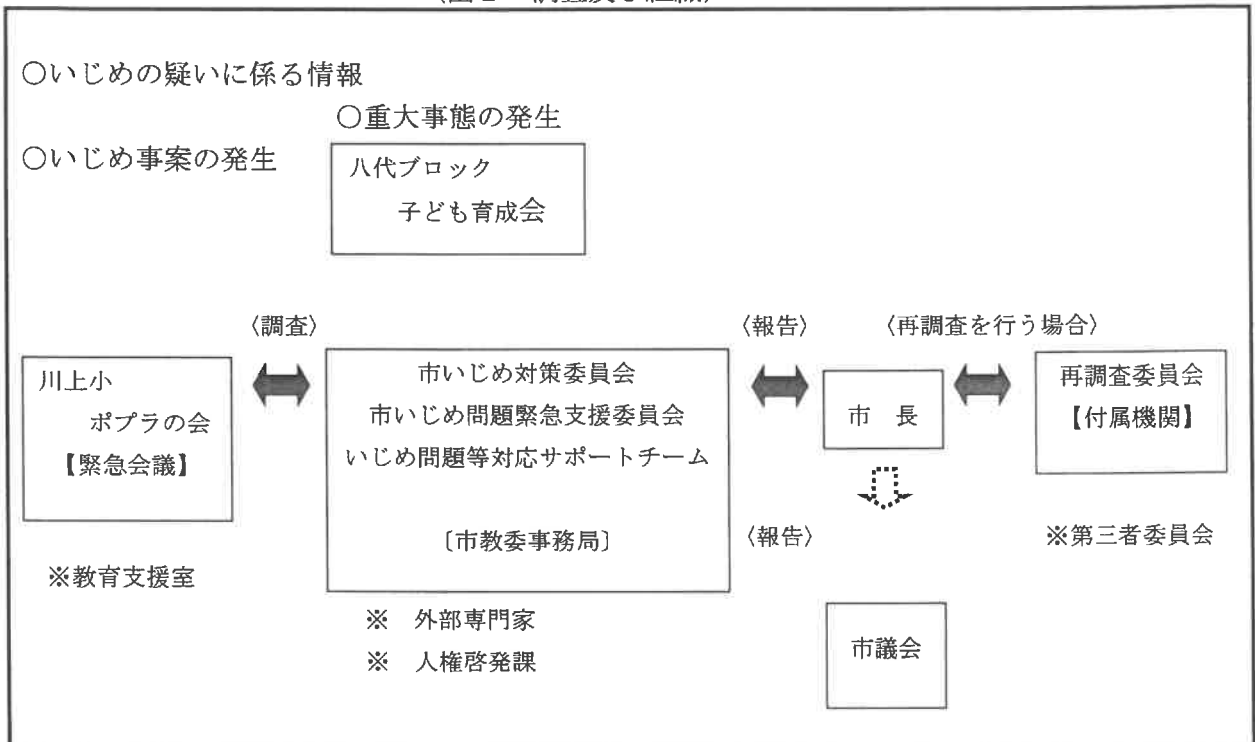 ○いじめの疑いに係る情報
○重大事態の発生
○いじめ事案の発生
八代ブロック
子ども育成会
〈調査〉
〈報告〉
〈再調査を行う場合〉
川上小
ポプラの会
【緊急会議】
市いじめ対策委員会
市いじめ問題緊急支援委員会
いじめ問題等対応サポートチーム
〔市教委事務局〕
市　長
再調査委員会
【付属機関】
〈報告〉
※第三者委員会
※教育支援室
※　外部専門家
※　人権啓発課
市議会